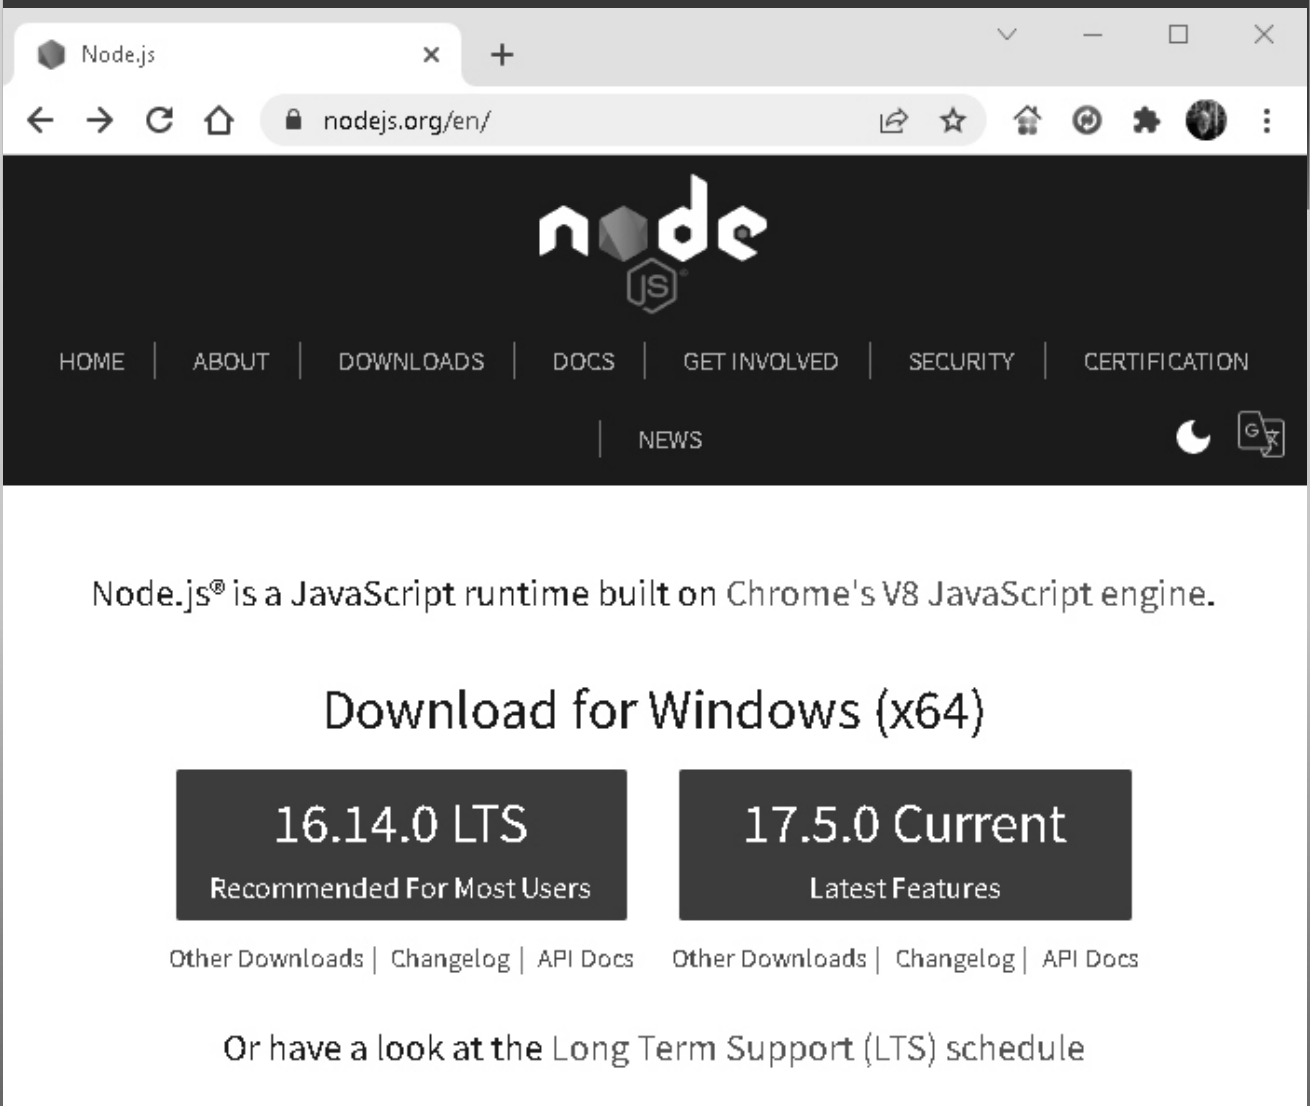 Node.js
nodejs.org/en/
node
JS®
HOME | ABOUT | DOWNLOADS | DOCS | GET INVOLVED | SECURITY | CERTIFICATION
| NEWS
Node.js® is a JavaScript runtime built on Chrome's V8 JavaScript engine.
Download for Windows (x64)
16.14.0 LTS
Recommended For Most Users
17.5.0 Current
Latest Features
Other Downloads | Changelog | API Docs
Other Downloads | Changelog | API Docs
Or have a look at the Long Term Support (LTS) schedule